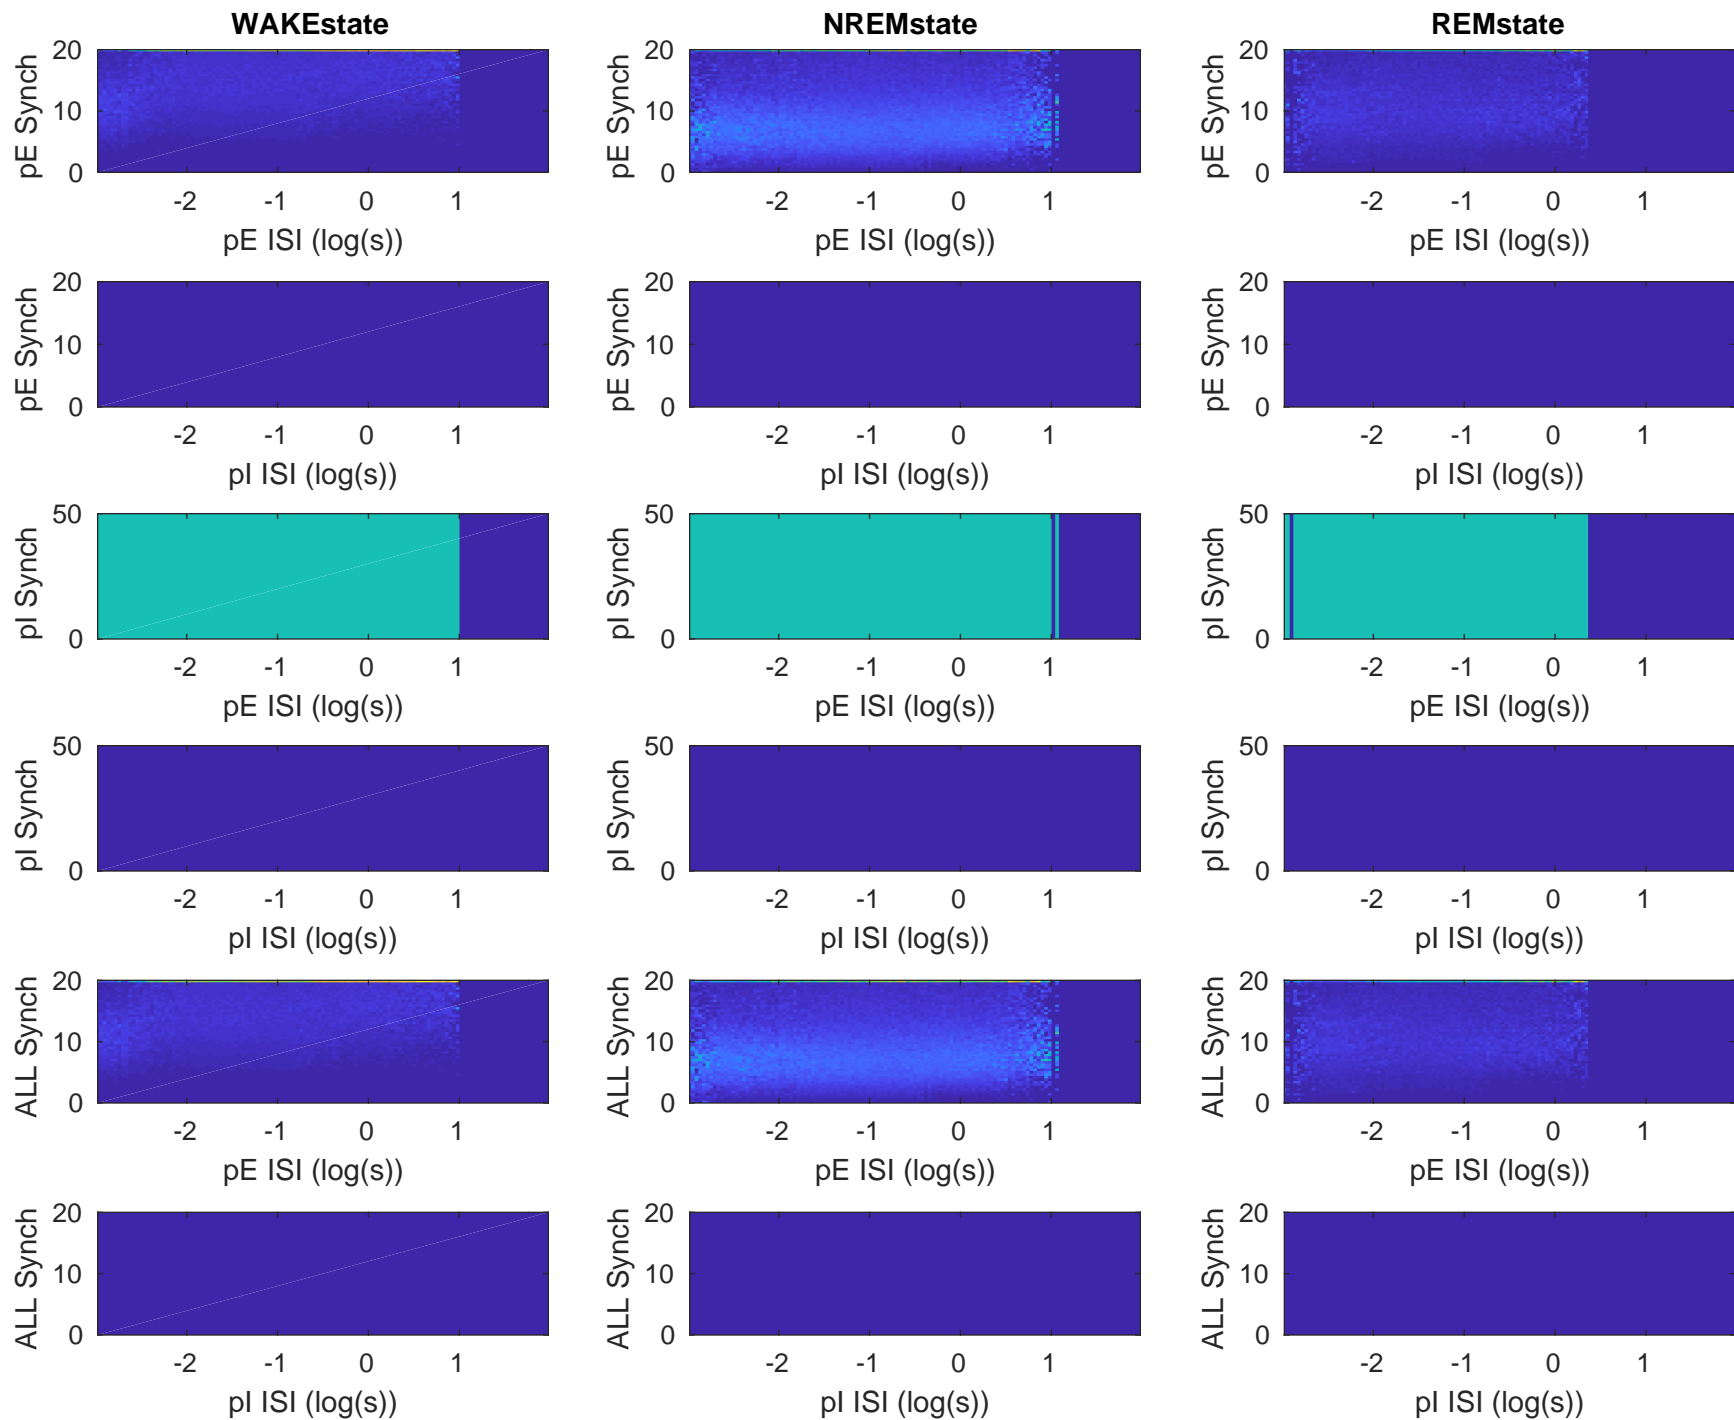 WAKEstate NREMstate REMstate
20 20 20
pE Synch pE Synch pE Synch
10 10 10
0 0 0
-2 -1 0 1 -2 -1 0 1 -2 -1 0 1
pE ISI (log(s)) pE ISI (log(s)) pE ISI (log(s))
20 20 20
pE Synch pE Synch pE Synch
10 10 10
0 0 0
-2 -1 0 1 -2 -1 0 1 -2 -1 0 1
pI ISI (log(s)) pI ISI (log(s)) pI ISI (log(s))
50 50 50
pI Synch pI Synch pI Synch
0 0 0
-2 -1 0 1 -2 -1 0 1 -2 -1 0 1
pE ISI (log(s)) pE ISI (log(s)) pE ISI (log(s))
50 50 50
pI Synch pI Synch pI Synch
0 0 0
-2 -1 0 1 -2 -1 0 1 -2 -1 0 1
pI ISI (log(s)) pI ISI (log(s)) pI ISI (log(s))
20 20 20
ALL Synch ALL Synch ALL Synch
10 10 10
0 0 0
-2 -1 0 1 -2 -1 0 1 -2 -1 0 1
pE ISI (log(s)) pE ISI (log(s)) pE ISI (log(s))
20 20 20
ALL Synch ALL Synch ALL Synch
10 10 10
0 0 0
-2 -1 0 1 -2 -1 0 1 -2 -1 0 1
pI ISI (log(s)) pI ISI (log(s)) pI ISI (log(s))